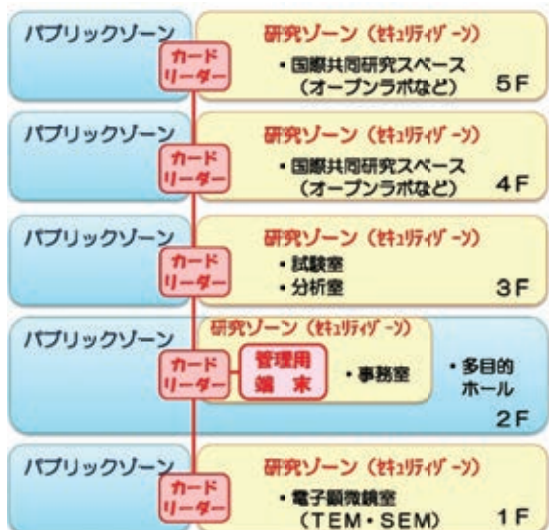 パブリックゾーン
カード
リーダー
研究ゾーン（ｾｷｭﾘﾃｨｿﾞｰﾝ）
・国際共同研究スペース
（オープンラボなど）
5F
パブリックゾーン
カード
リーダー
研究ゾーン（ｾｷｭﾘﾃｨｿﾞｰﾝ）
・国際共同研究スペース
（オープンラボなど）
4F
パブリックゾーン
カード
リーダー
研究ゾーン（ｾｷｭﾘﾃｨｿﾞｰﾝ）
・試験室
・分析室
3F
パブリックゾーン
カード
リーダー
研究ゾーン（ｾｷｭﾘﾃｨｿﾞｰﾝ）
管理用
端末
・事務室
・多目的
ホール
2F
パブリックゾーン
カード
リーダー
研究ゾーン（ｾｷｭﾘﾃｨｿﾞｰﾝ）
・電子顕微鏡室
（TEM・SEM）
1F